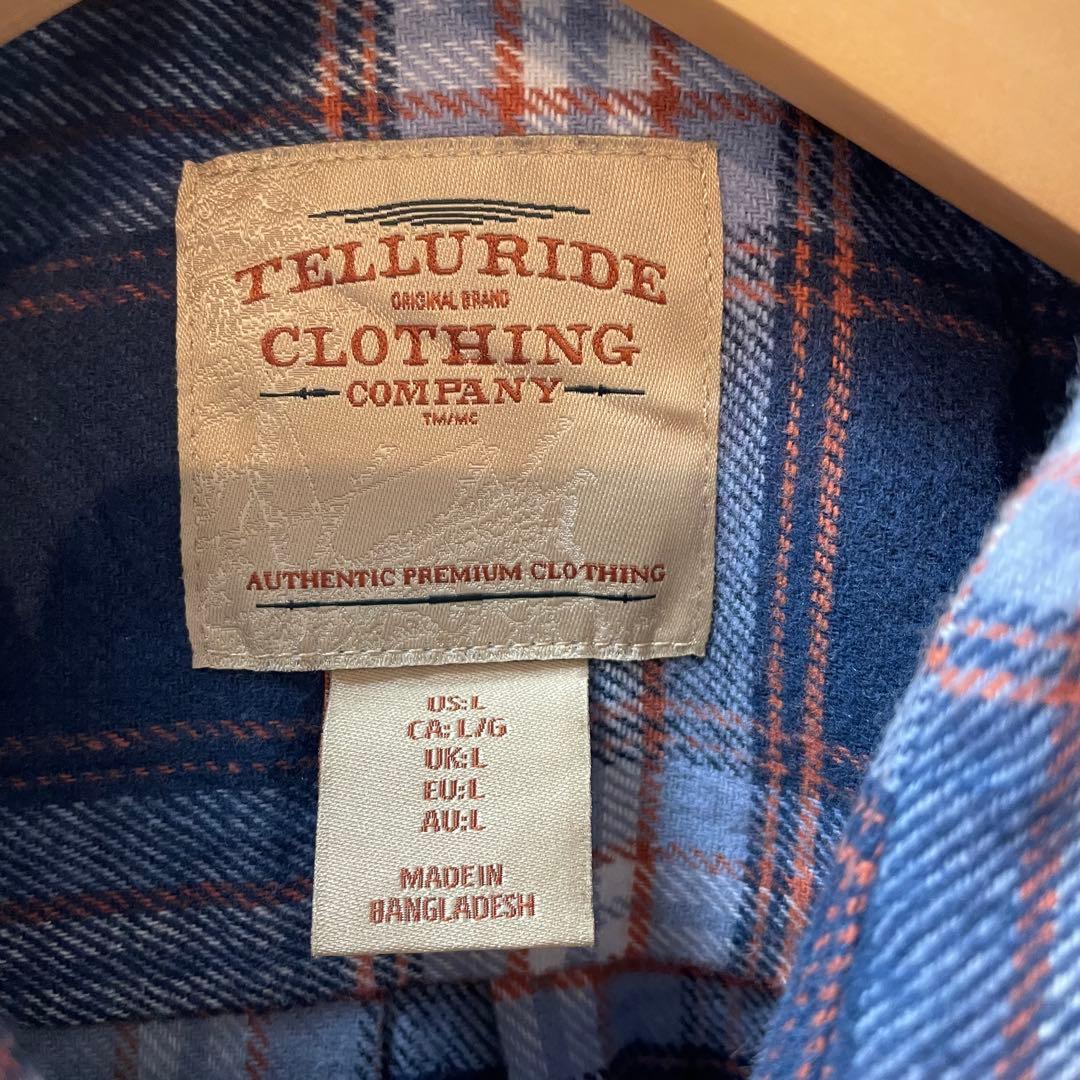 TELLURIDE
ORIGINAL BRAND
CLOTHING
COMPANY
TM/MC
AUTHENTIC PREMIUM CLOTHING
US:L
CA: L/G
UK:L
EU:L
AU:L
MADE IN
BANGLADESH